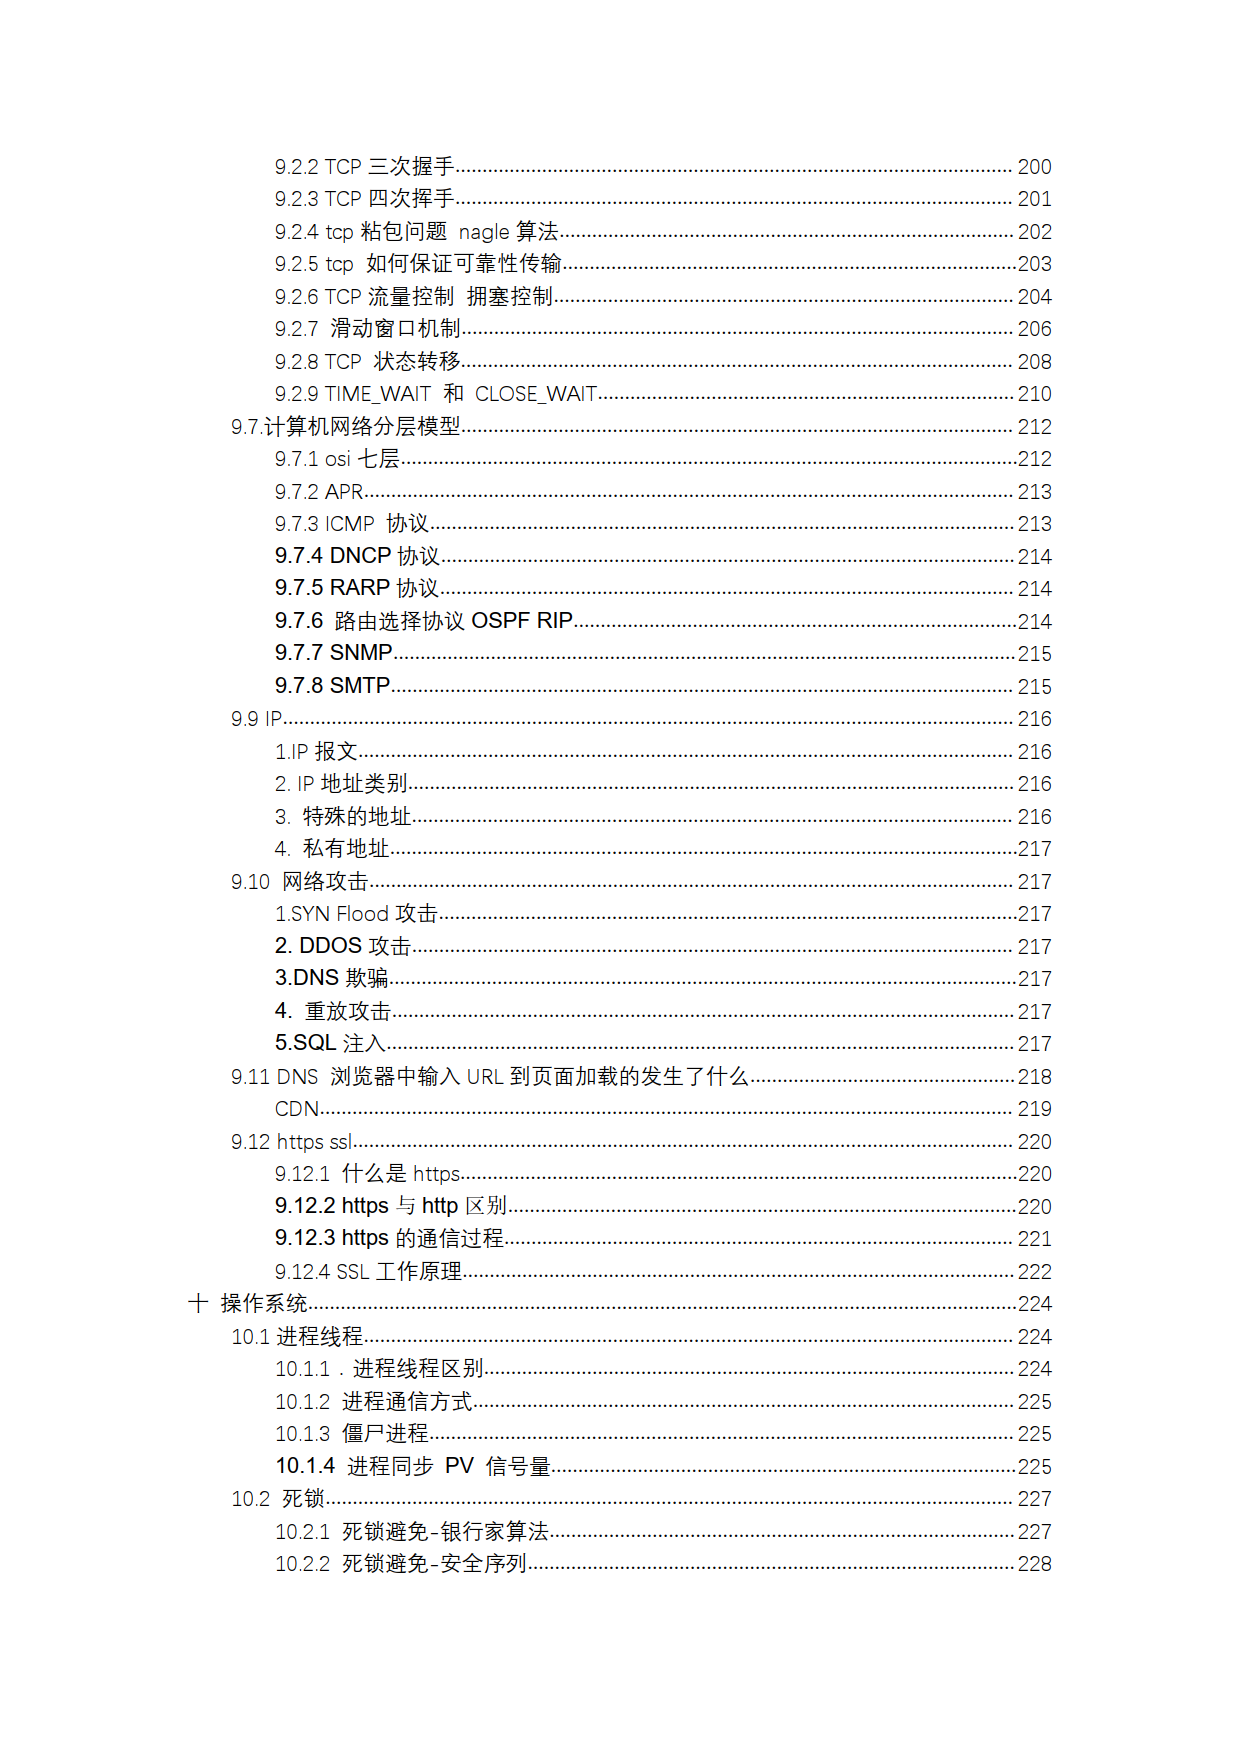 9.2.2 TCP 三次握手 200
9.2.3 TCP 四次挥手 201
9.2.4 tcp 粘包问题 nagle 算法 202
9.2.5 tcp 如何保证可靠性传输 203
9.2.6 TCP 流量控制 拥塞控制 204
9.2.7 滑动窗口机制 206
9.2.8 TCP 状态转移 208
9.2.9 TIME_WAIT 和 CLOSE_WAIT 210
9.7.计算机网络分层模型 212
9.7.1 osi 七层 212
9.7.2 APR 213
9.7.3 ICMP 协议 213
9.7.4 DNCP 协议 214
9.7.5 RARP 协议 214
9.7.6 路由选择协议 OSPF RIP 214
9.7.7 SNMP 215
9.7.8 SMTP 215
9.9 IP 216
1.IP 报文 216
2. IP 地址类别 216
3. 特殊的地址 216
4. 私有地址 217
9.10 网络攻击 217
1.SYN Flood 攻击 217
2. DDOS 攻击 217
3.DNS 欺骗 217
4. 重放攻击 217
5.SQL 注入 217
9.11 DNS 浏览器中输入 URL 到页面加载的发生了什么 218
CDN 219
9.12 https ssl 220
9.12.1 什么是 https 220
9.12.2 https 与 http 区别 220
9.12.3 https 的通信过程 221
9.12.4 SSL 工作原理 222
十 操作系统 224
10.1 进程线程 224
10.1.1 . 进程线程区别 224
10.1.2 进程通信方式 225
10.1.3 僵尸进程 225
10.1.4 进程同步 PV 信号量 225
10.2 死锁 227
10.2.1 死锁避免-银行家算法 227
10.2.2 死锁避免-安全序列 228